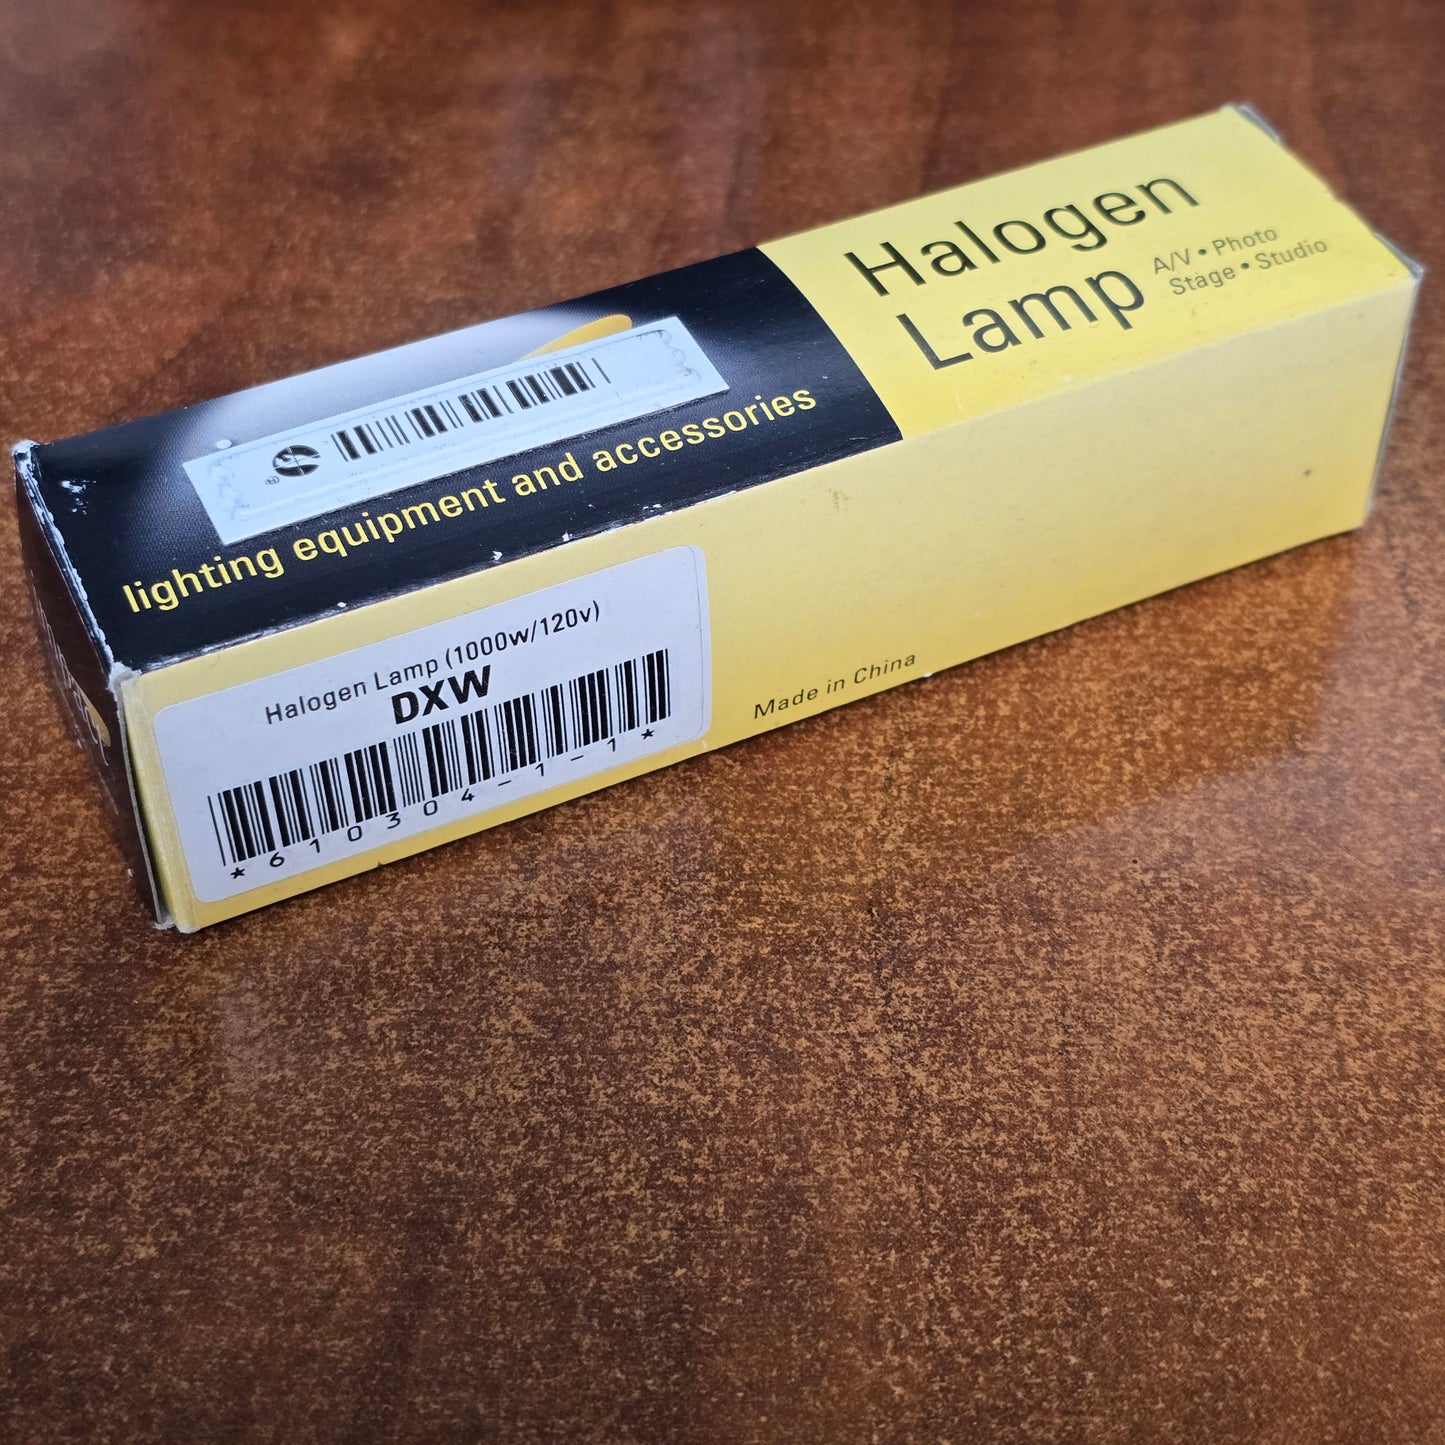 Halogen
Lamp
A/V • Photo
Stage • Studio
lighting equipment and accessories
Halogen Lamp (1000w/120v)
DXW
*610304-1-1*
Made in China